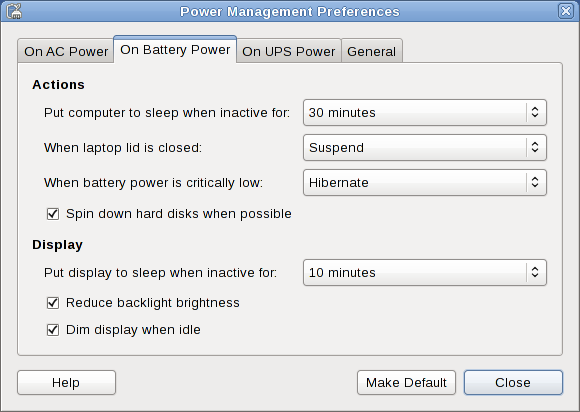 Power Management Preferences
On AC Power On Battery Power On UPS Power General
Actions
Put computer to sleep when inactive for: 30 minutes
When laptop lid is closed: Suspend
When battery power is critically low: Hibernate
Spin down hard disks when possible
Display
Put display to sleep when inactive for: 10 minutes
Reduce backlight brightness
Dim display when idle
Help Make Default Close